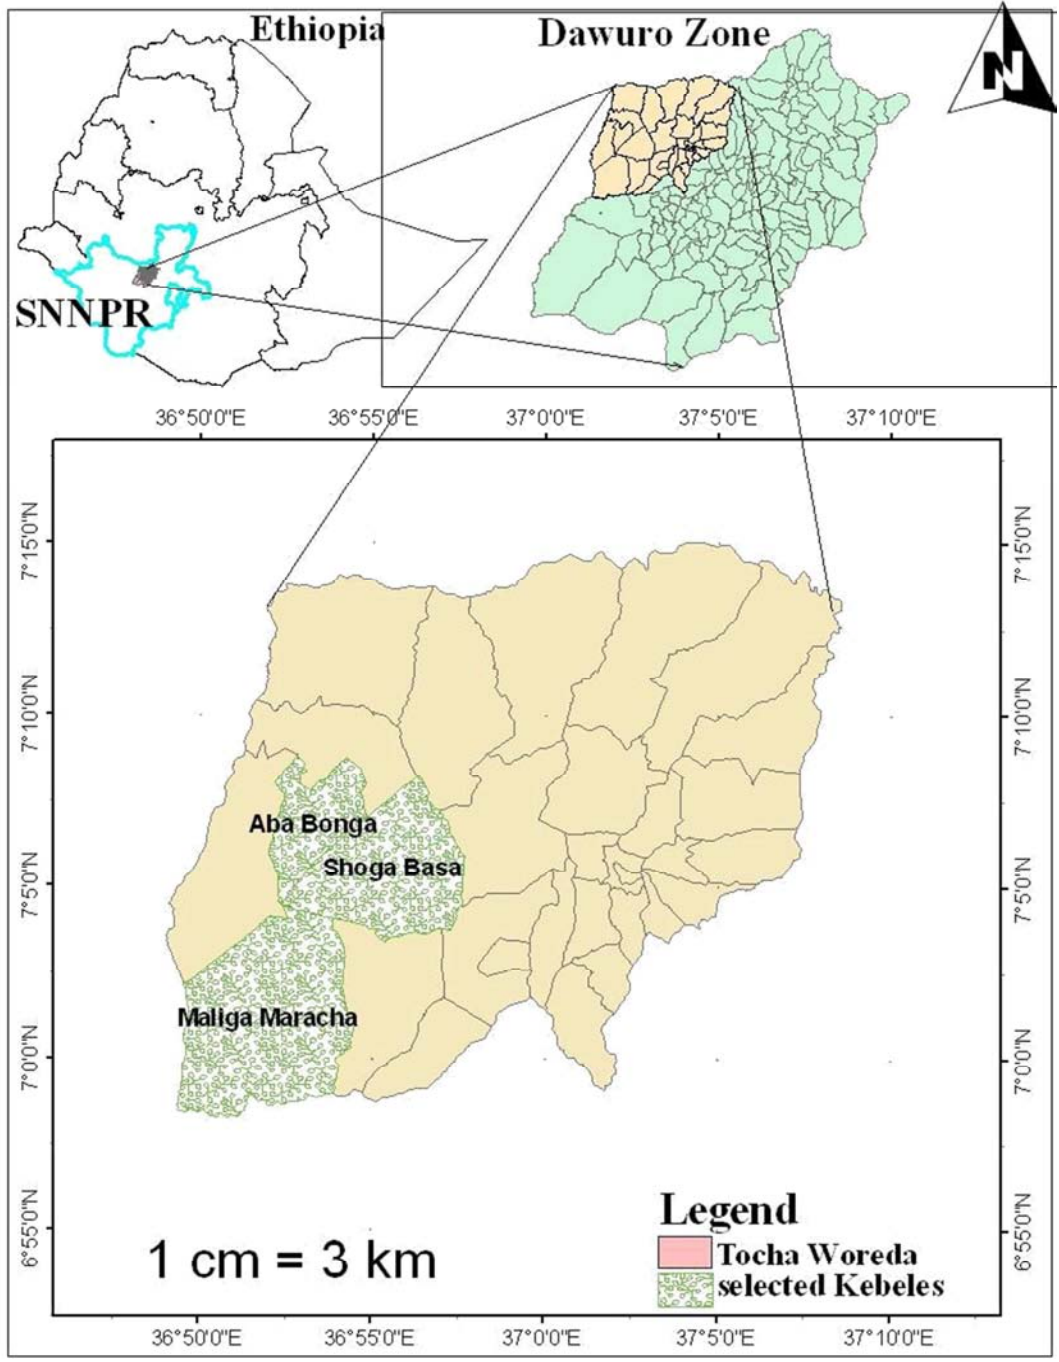 Ethiopia
Dawuro Zone
N
SNNPR
36°50'0"E 36°55'0"E 37°0'0"E 37°5'0"E 37°10'0"E
7°15'0"N
7°15'0"N
7°10'0"N
7°10'0"N
Aba Bonga
Shoga Basa
7°5'0"N
7°5'0"N
Maliga Maracha
7°0'0"N
7°0'0"N
6°55'0"N
6°55'0"N
Legend
Tocha Woreda
selected Kebeles
1 cm = 3 km
36°50'0"E 36°55'0"E 37°0'0"E 37°5'0"E 37°10'0"E